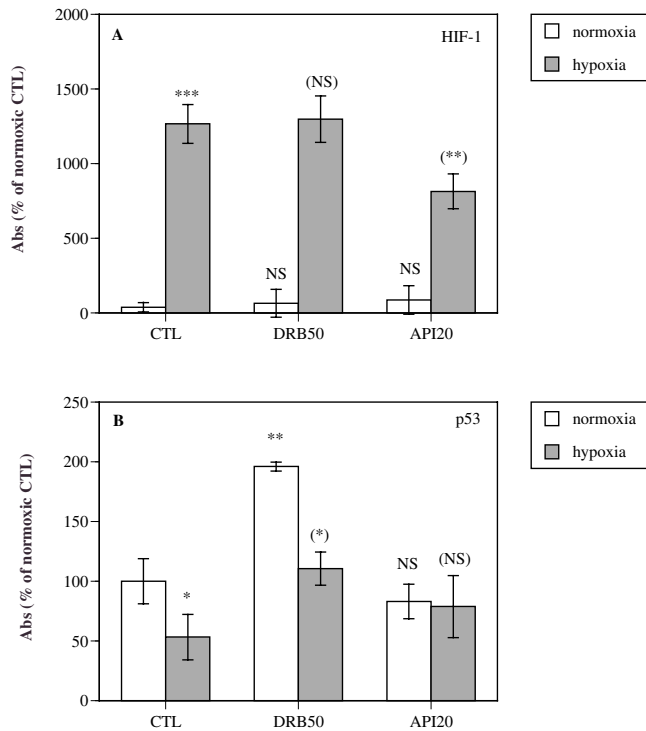 A
HIF-1
normoxia
hypoxia
Abs (% of normoxic CTL)
2000
1500
1000
500
0
***
(NS)
(**)
NS
NS
CTL
DRB50
API20
B
p53
normoxia
hypoxia
Abs (% of normoxic CTL)
250
200
150
100
50
0
*
**
(*)
NS
(NS)
CTL
DRB50
API20